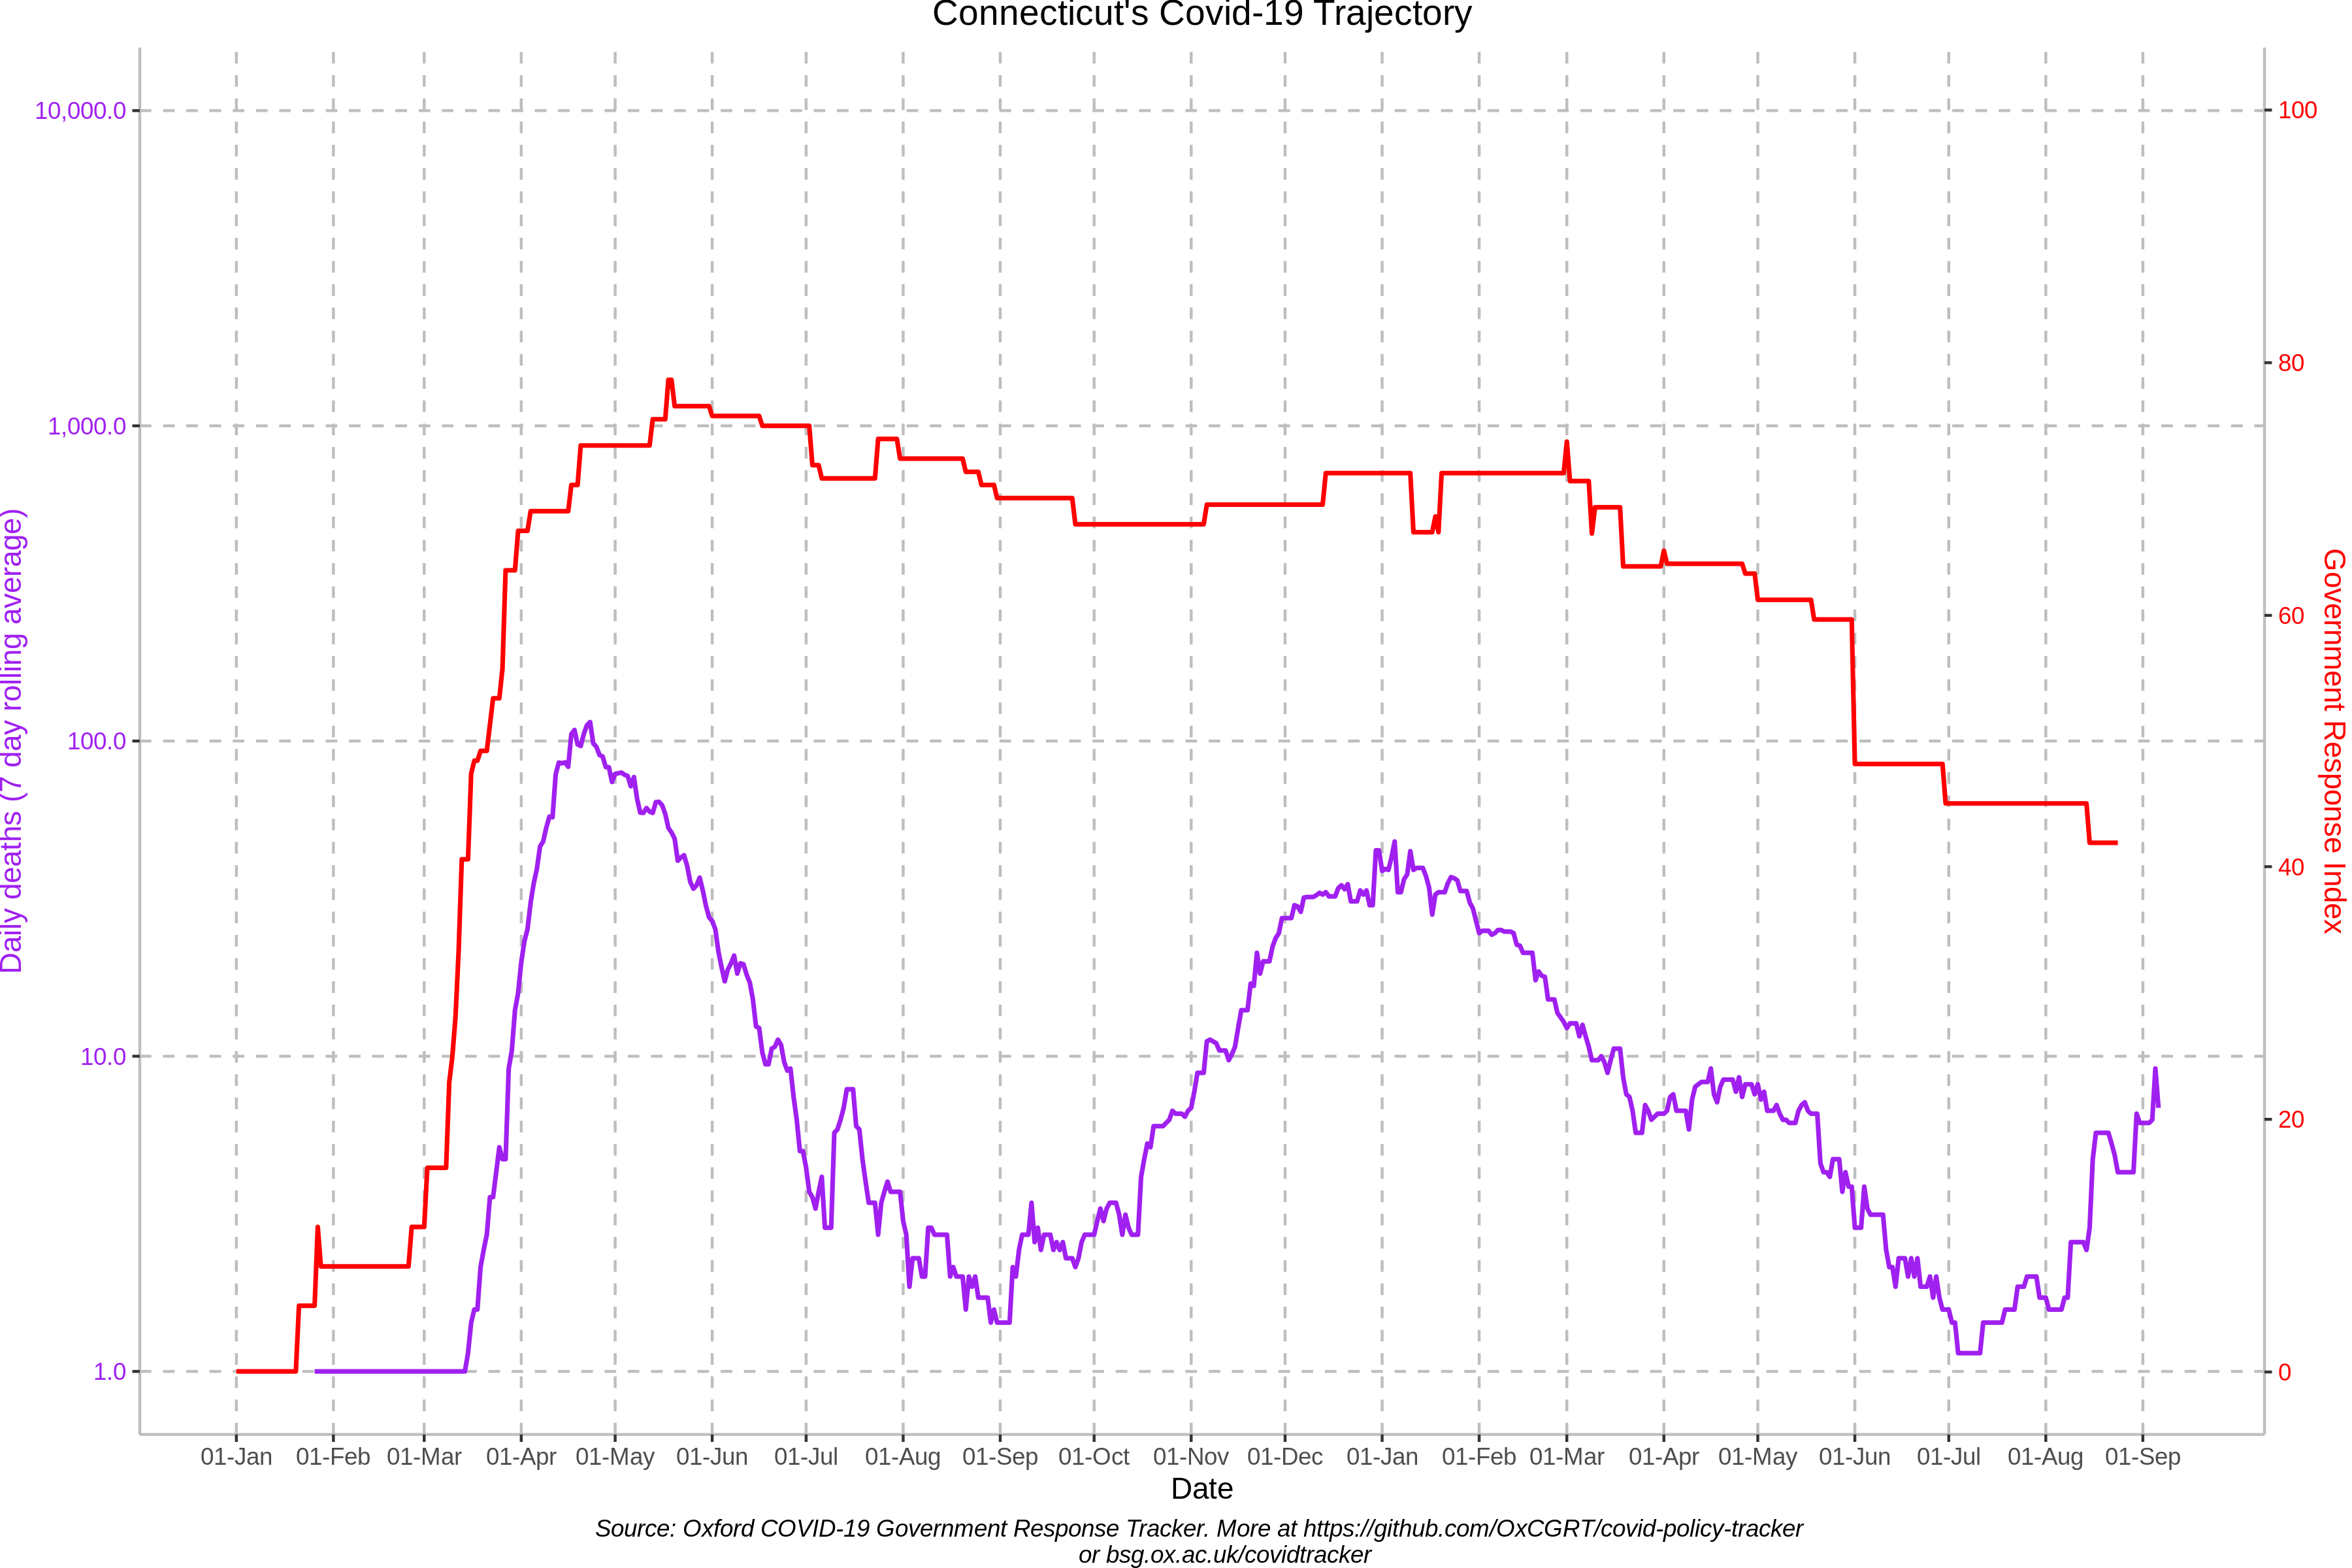 Connecticut's Covid-19 Trajectory
10,000.0
1,000.0
100.0
10.0
1.0
Daily deaths (7 day rolling average)
100
80
60
40
20
0
Government Response Index
01-Jan 01-Feb 01-Mar 01-Apr 01-May 01-Jun 01-Jul 01-Aug 01-Sep 01-Oct 01-Nov 01-Dec 01-Jan 01-Feb 01-Mar 01-Apr 01-May 01-Jun 01-Jul 01-Aug 01-Sep
Date
Source: Oxford COVID-19 Government Response Tracker. More at https://github.com/OxCGRT/covid-policy-tracker
or bsg.ox.ac.uk/covidtracker